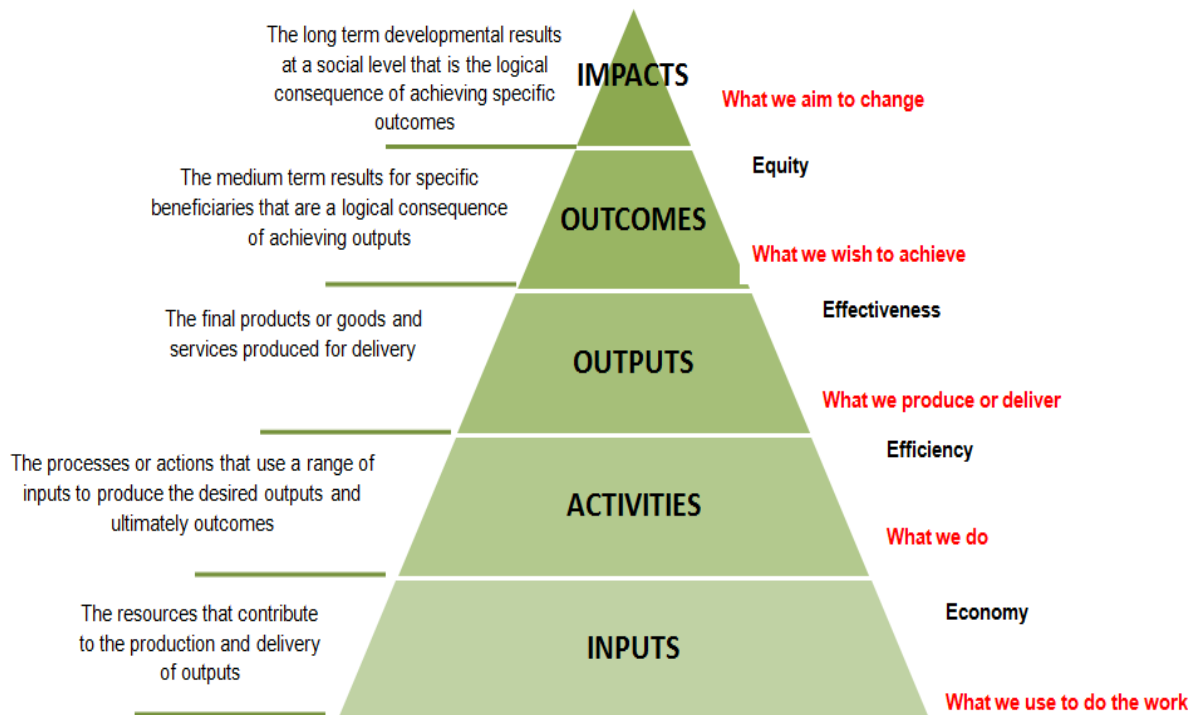 The long term developmental results
at a social level that is the logical
consequence of achieving specific
outcomes
IMPACTS
What we aim to change
The medium term results for specific
beneficiaries that are a logical consequence
of achieving outputs
OUTCOMES
Equity
What we wish to achieve
The final products or goods and
services produced for delivery
OUTPUTS
Effectiveness
What we produce or deliver
The processes or actions that use a range of
inputs to produce the desired outputs and
ultimately outcomes
ACTIVITIES
Efficiency
What we do
The resources that contribute
to the production and delivery
of outputs
INPUTS
Economy
What we use to do the work